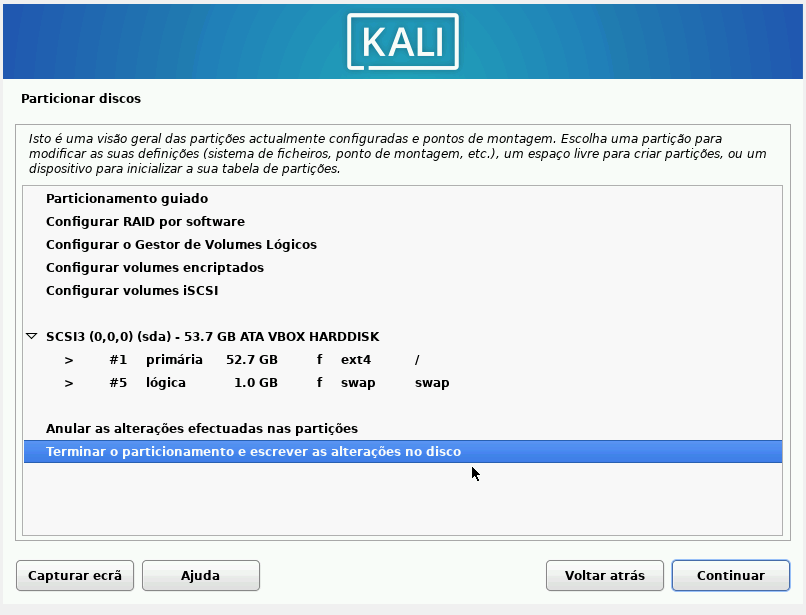 KALI
Particionar discos
Isto é uma visão geral das partições actualmente configuradas e pontos de montagem. Escolha uma partição para
modificar as suas definições (sistema de ficheiros, ponto de montagem, etc.), um espaço livre para criar partições, ou um
dispositivo para inicializar a sua tabela de partições.
Particionamento guiado
Configurar RAID por software
Configurar o Gestor de Volumes Lógicos
Configurar volumes encriptados
Configurar volumes iSCSI
SCSI3 (0,0,0) (sda) - 53.7 GB ATA VBOX HARDDISK
> #1 primária 52.7 GB f ext4 /
> #5 lógica 1.0 GB f swap swap
Anular as alterações efectuadas nas partições
Terminar o particionamento e escrever as alterações no disco
Capturar ecrã Ajuda Voltar atrás Continuar